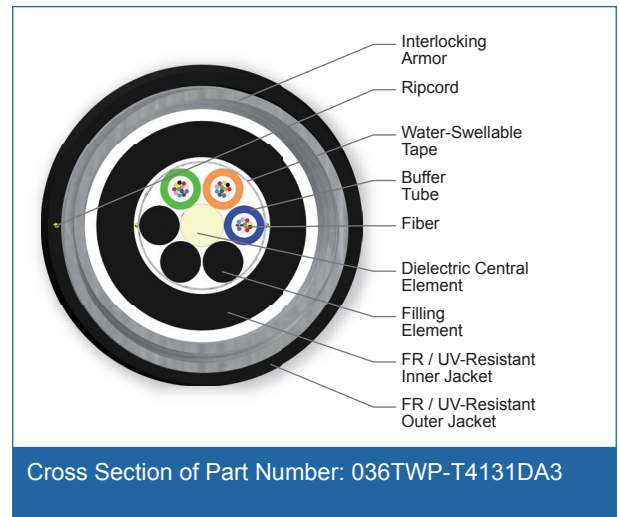 Interlocking
Armor
Ripcord
Water-Swellable
Tape
Buffer
Tube
Fiber
Dielectric Central
Element
Filling
Element
FR / UV-Resistant
Inner Jacket
FR / UV-Resistant
Outer Jacket
Cross Section of Part Number: 036TWP-T4131DA3